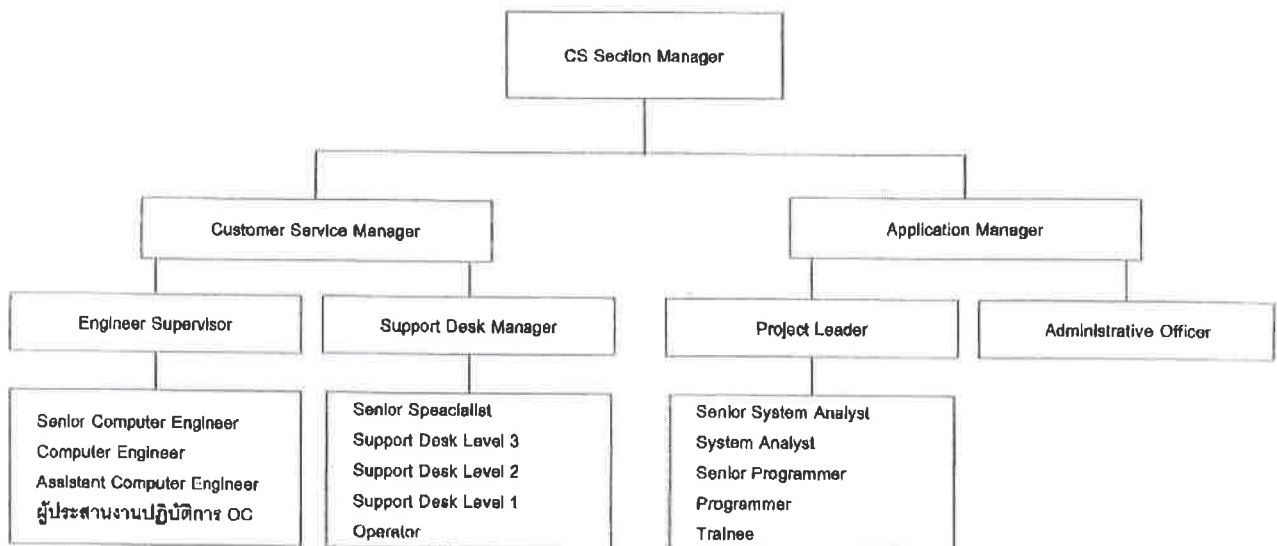 CS Section Manager
Customer Service Manager
Application Manager
Engineer Supervisor
Support Desk Manager
Project Leader
Administrative Officer
Senior Computer Engineer
Computer Engineer
Assistant Computer Engineer
ผู้ประสานงานปฏิบัติการ OC
Senior Speacialist
Support Desk Level 3
Support Desk Level 2
Support Desk Level 1
Operator
Senior System Analyst
System Analyst
Senior Programmer
Programmer
Trainee